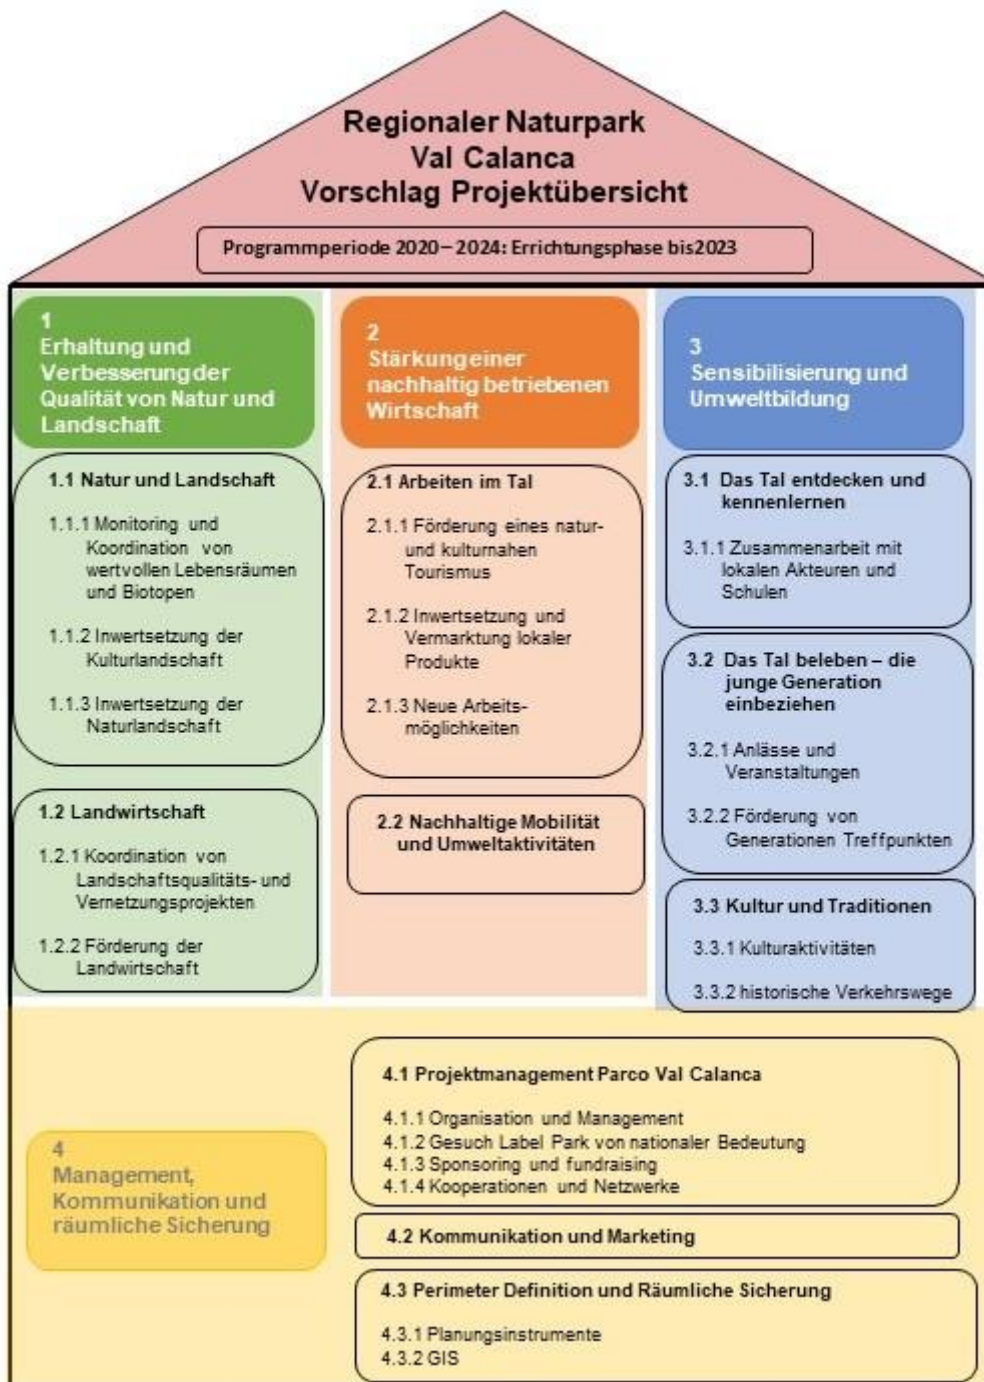 Regionaler Naturpark
Val Calanca
Vorschlag Projektübersicht
Programmperiode 2020 – 2024: Errichtungsphase bis2023
1
Erhaltung und
Verbesserung der
Qualität von Natur und
Landschaft
1.1 Natur und Landschaft
1.1.1 Monitoring und
Koordination von
wertvollen Lebensräumen
und Biotopen
1.1.2 Inwertsetzung der
Kulturlandschaft
1.1.3 Inwertsetzung der
Naturlandschaft
1.2 Landwirtschaft
1.2.1 Koordination von
Landschaftsqualitäts- und
Vernetzungsprojekten
1.2.2 Förderung der
Landwirtschaft
2
Stärkung einer
nachhaltig betriebenen
Wirtschaft
2.1 Arbeiten im Tal
2.1.1 Förderung eines natur-
und kulturnahen
Tourismus
2.1.2 Inwertsetzung und
Vermarktung lokaler
Produkte
2.1.3 Neue Arbeits-
möglichkeiten
2.2 Nachhaltige Mobilität
und Umweltaktivitäten
3
Sensibilisierung und
Umweltbildung
3.1 Das Tal entdecken und
kennenlernen
3.1.1 Zusammenarbeit mit
lokalen Akteuren und
Schulen
3.2 Das Tal beleben – die
junge Generation
einbeziehen
3.2.1 Anlässe und
Veranstaltungen
3.2.2 Förderung von
Generationen Treffpunkten
3.3 Kultur und Traditionen
3.3.1 Kulturaktivitäten
3.3.2 historische Verkehrswege
4
Management,
Kommunikation und
räumliche Sicherung
4.1 Projektmanagement Parco Val Calanca
4.1.1 Organisation und Management
4.1.2 Gesuch Label Park von nationaler Bedeutung
4.1.3 Sponsoring und fundraising
4.1.4 Kooperationen und Netzwerke
4.2 Kommunikation und Marketing
4.3 Perimeter Definition und Räumliche Sicherung
4.3.1 Planungsinstrumente
4.3.2 GIS